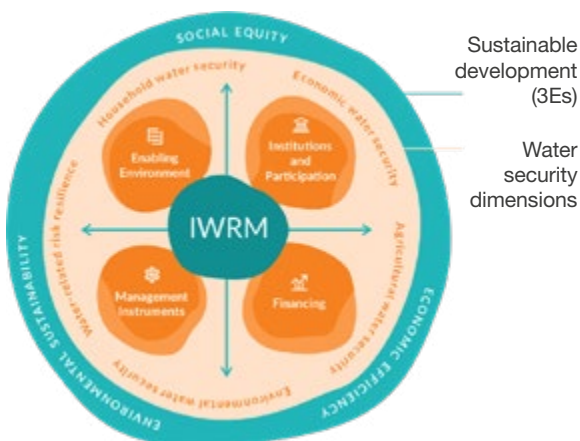 SOCIAL EQUITY
Household water security
Economic water security
Enabling
Environment
Institutions
and
Participation
IWRM
Water-related risk resilience
Agricultural water security
Management
Instruments
Financing
Environmental water security
ENVIRONMENTAL SUSTAINABILITY
ECONOMIC EFFICIENCY
Sustainable
development
(3Es)
Water
security
dimensions